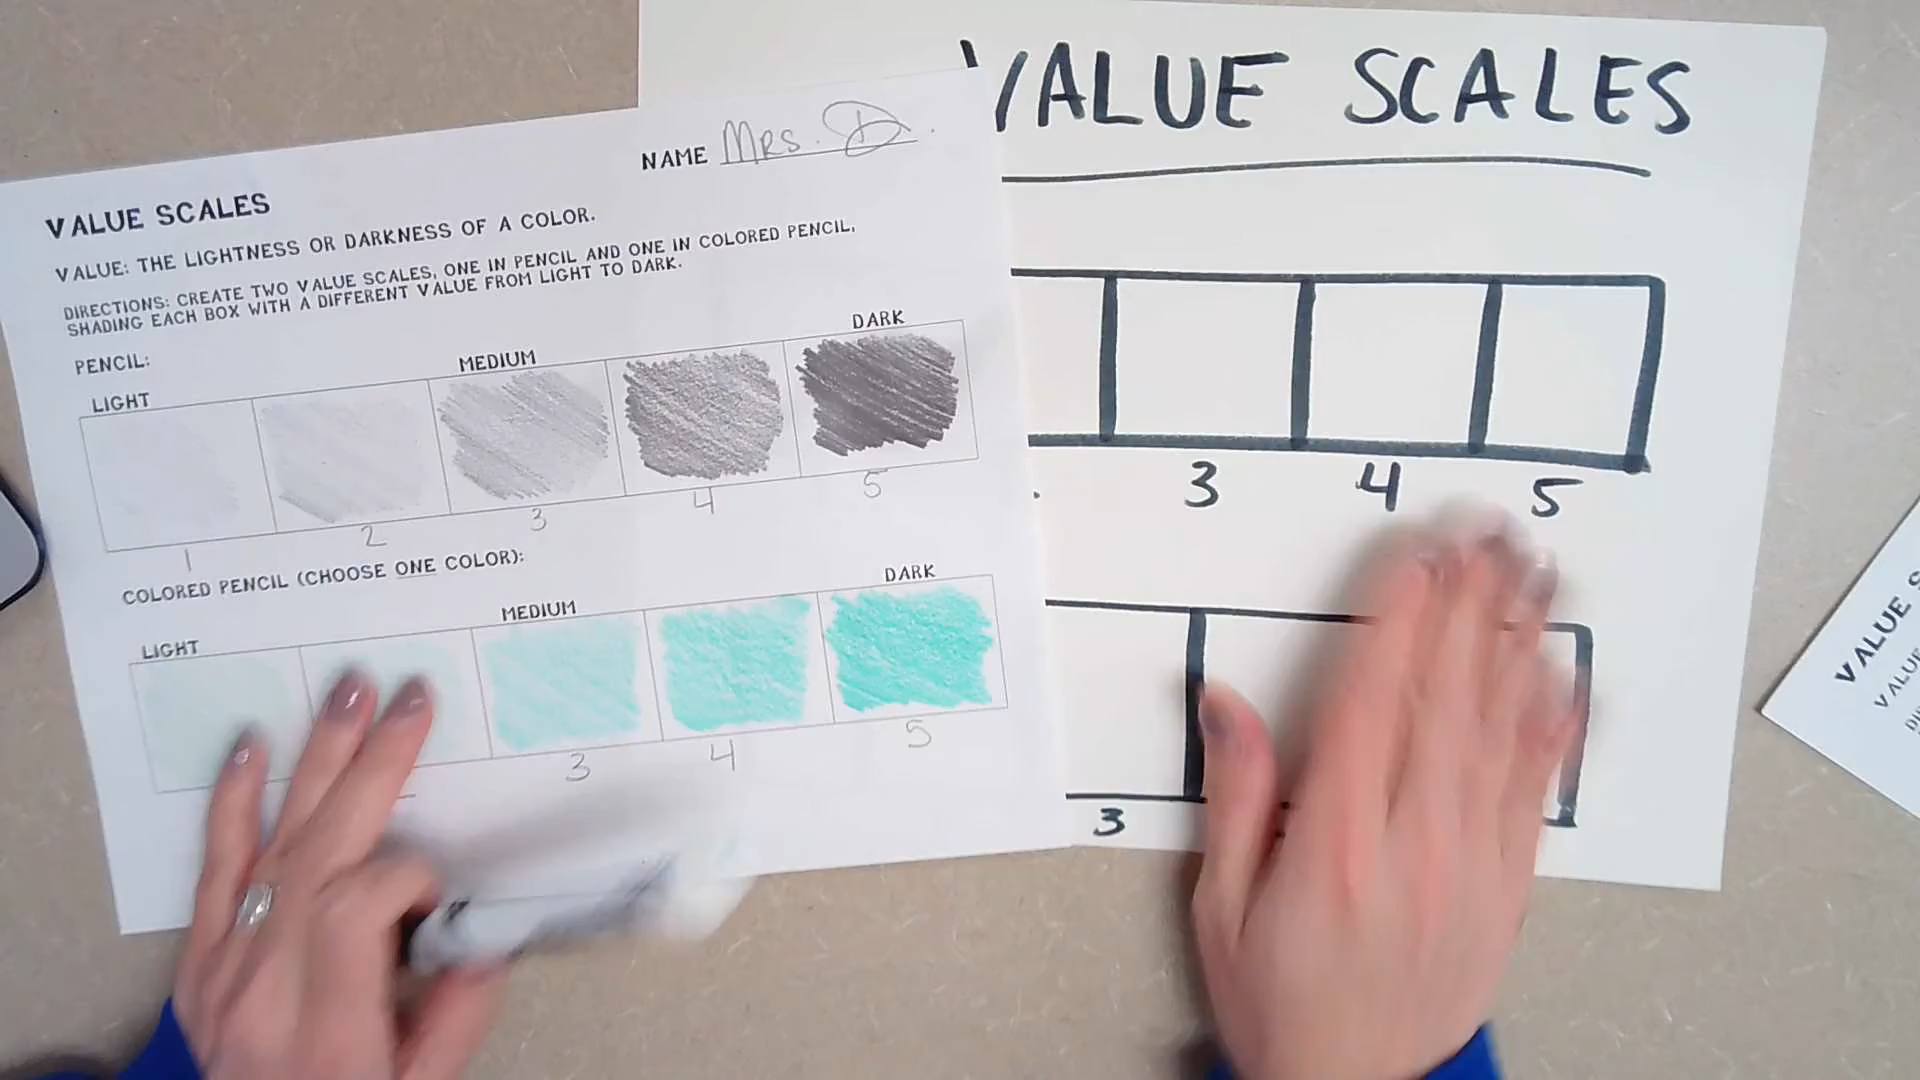 NAME Mrs. D
VALUE SCALES
VALUE: THE LIGHTNESS OR DARKNESS OF A COLOR.
DIRECTIONS: CREATE TWO VALUE SCALES, ONE IN PENCIL AND ONE IN COLORED PENCIL,
SHADING EACH BOX WITH A DIFFERENT VALUE FROM LIGHT TO DARK.
PENCIL:
LIGHT MEDIUM DARK
1 2 3 4 5
COLORED PENCIL (CHOOSE ONE COLOR):
LIGHT MEDIUM DARK
3 4 5
VALUE SCALES
3 4 5
3
VALUE